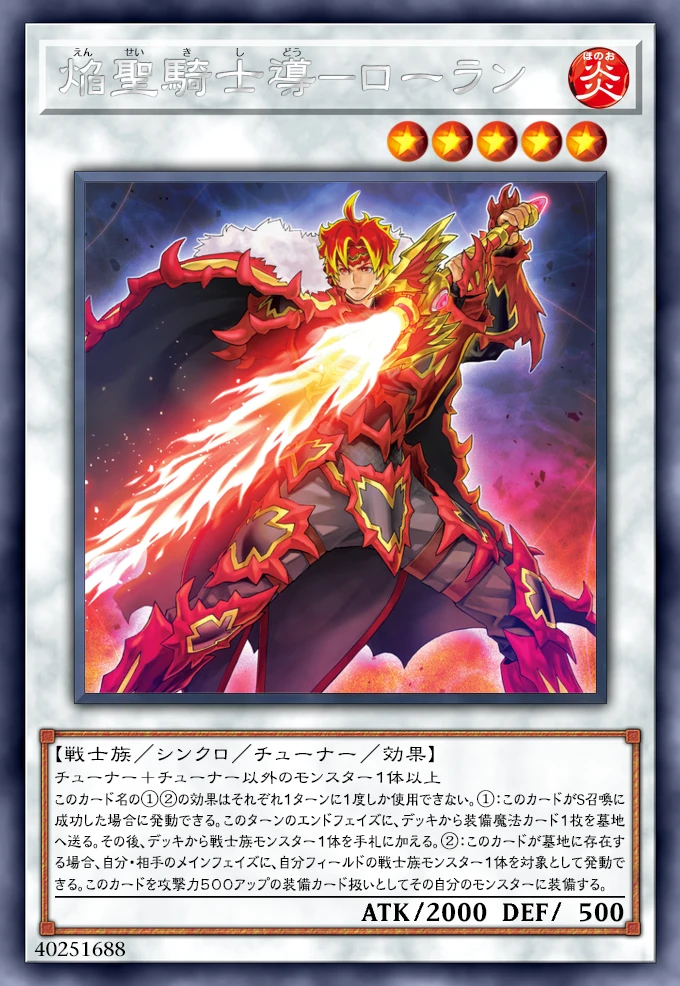 えん せい き し どう
焔聖騎士導－ローラン
ほのお
炎
【戦士族／シンクロ／チューナー／効果】
チューナー＋チューナー以外のモンスター１体以上
このカード名の①②の効果はそれぞれ１ターンに１度しか使用できない。①：このカードがS召喚に
成功した場合に発動できる。このターンのエンドフェイズに、デッキから装備魔法カード１枚を墓地
へ送る。その後、デッキから戦士族モンスター１体を手札に加える。②：このカードが墓地に存在す
る場合、自分・相手のメインフェイズに、自分フィールドの戦士族モンスター１体を対象として発動で
きる。このカードを攻撃力５００アップの装備カード扱いとしてその自分のモンスターに装備する。
ATK/2000 DEF/ 500
40251688